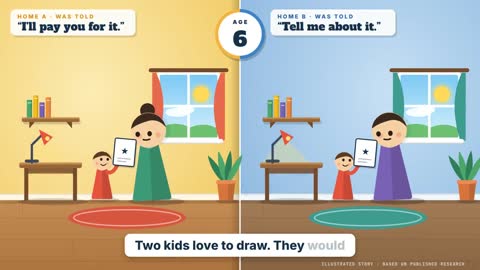 HOME A · WAS TOLD
“I'll pay you for it.”
AGE
6
HOME B · WAS TOLD
“Tell me about it.”
Two kids love to draw. They would
ILLUSTRATED STORY · BASED ON PUBLISHED RESEARCH